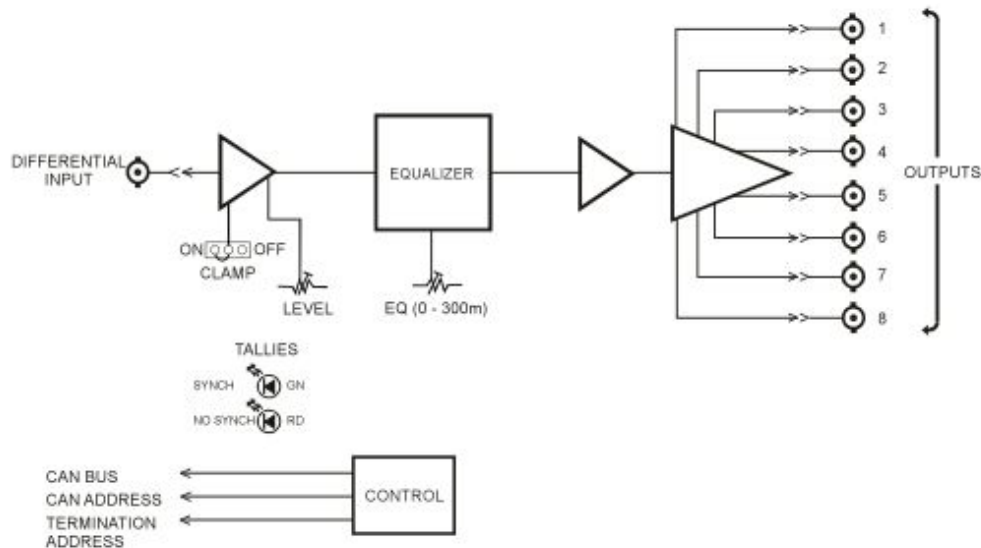 1
2
3
4
5
6
7
8
OUTPUTS
DIFFERENTIAL
INPUT
EQUALIZER
ON OFF
CLAMP
LEVEL
EQ (0 - 300m)
TALLIES
SYNCH GN
NO SYNCH RD
CAN BUS
CAN ADDRESS
TERMINATION
ADDRESS
CONTROL